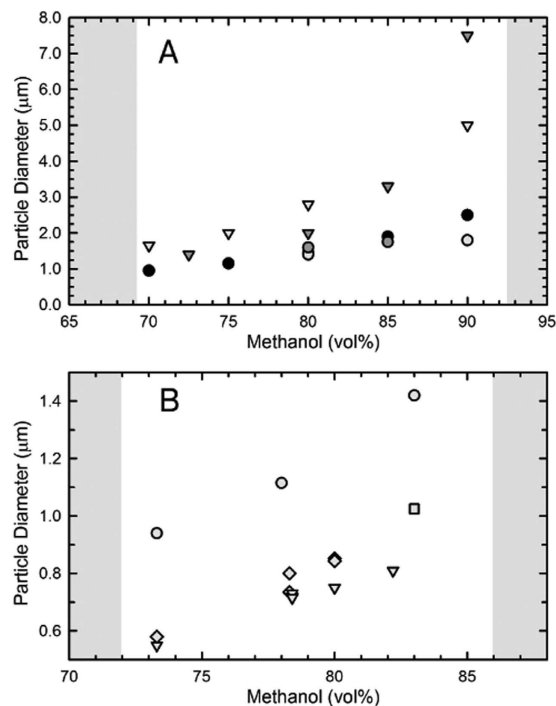 8.0
7.0
6.0
5.0
4.0
3.0
2.0
1.0
0.0
Particle Diameter (μm)
A
65 70 75 80 85 90 95
Methanol (vol%)
1.4
1.2
1.0
0.8
0.6
Particle Diameter (μm)
B
70 75 80 85
Methanol (vol%)